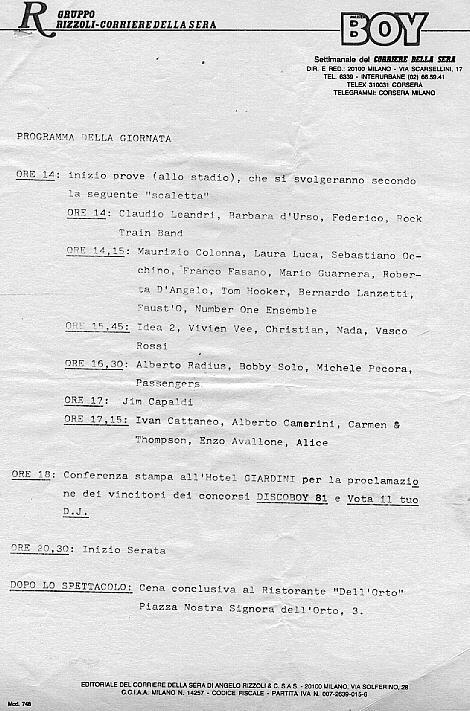 R GRUPPO
RIZZOLI-CORRIERE DELLA SERA
BOY
Settimanale del CORRIERE DELLA SERA
DIR. E RED.: 20100 MILANO - VIA SCARSELLINI, 17
TEL. 6339 - INTERURBANE (02) 66.59.41
TELEX 310031 CORSERA
TELEGRAMMI: CORSERA MILANO
PROGRAMMA DELLA GIORNATA
ORE 14: inizio prove (allo stadio), che si svolgeranno secondo
la seguente "scaletta"
ORE 14: Claudio Leandri, Barbara d'Urso, Federico, Rock
Train Band
ORE 14,15: Maurizio Colonna, Laura Luca, Sebastiano Oc-
chino, Franco Fasano, Mario Guarnera, Rober-
ta D'Angelo, Tom Hooker, Bernardo Lanzetti,
Faust'O, Number One Ensemble
ORE 15,45: Idea 2, Vivien Vee, Christian, Nada, Vasco
Rossi
ORE 16,30: Alberto Radius, Bobby Solo, Michele Pecora,
Passengers
ORE 17: Jim Capaldi
ORE 17,15: Ivan Cattaneo, Alberto Camerini, Carmen &
Thompson, Enzo Avallone, Alice
ORE 18: Conferenza stampa all'Hotel GIARDINI per la proclamazio
ne dei vincitori dei concorsi DISCOBOY 81 e Vota il tuo
D.J.
ORE 20,30: Inizio Serata
DOPO LO SPETTACOLO: Cena conclusiva al Ristorante "Dell'Orto"
Piazza Nostra Signora dell'Orto, 3.
EDITORIALE DEL CORRIERE DELLA SERA DI ANGELO RIZZOLI & C. S.A.S. - 20100 MILANO, VIA SOLFERINO, 28
C.C.I.A.A. MILANO N. 14257 - CODICE FISCALE - PARTITA IVA N. 007-2639-015-6
Mod. 748